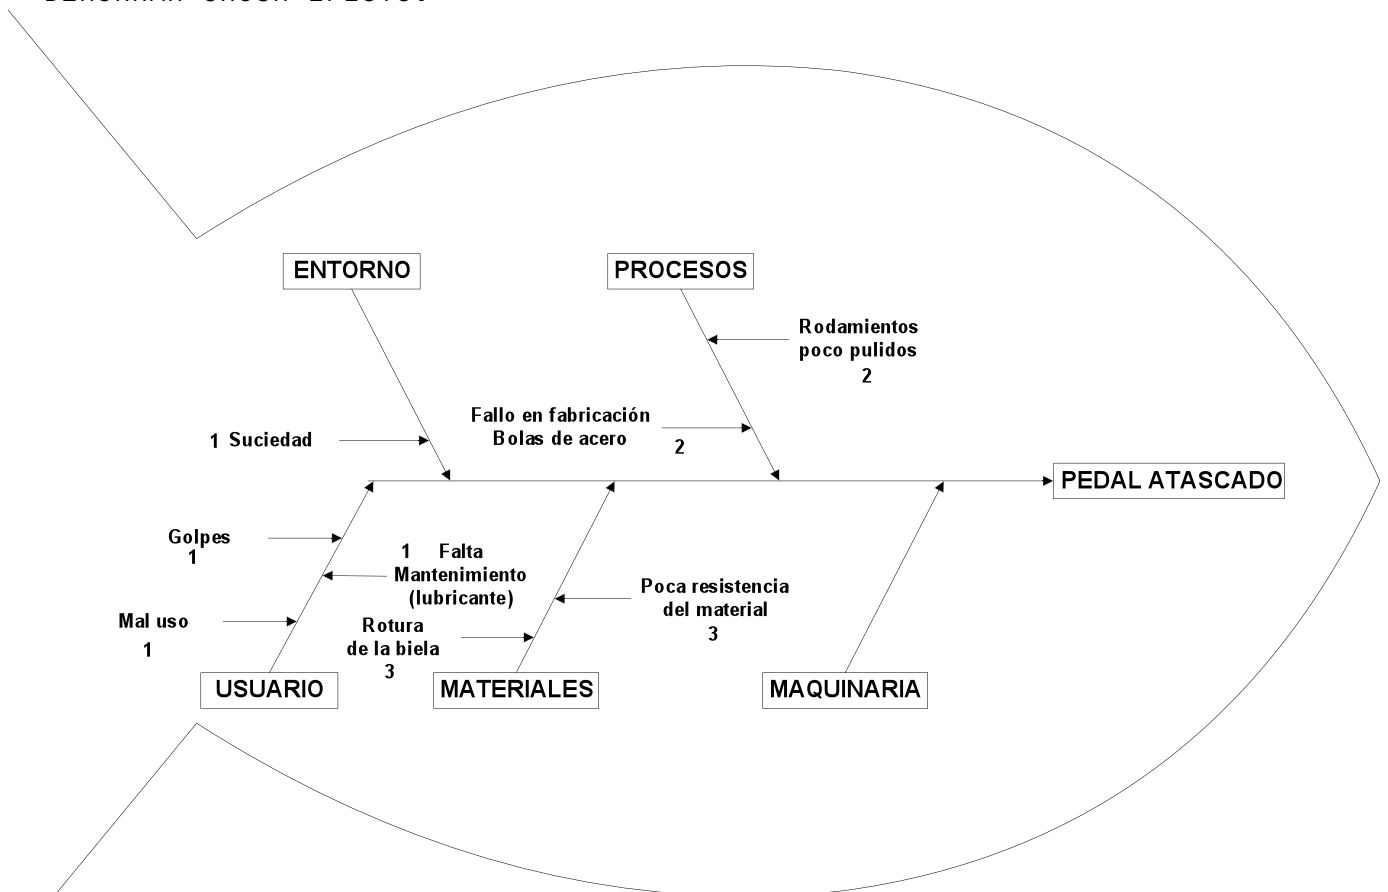 ENTORNO
PROCESOS
Rodamientos
poco pulidos
2
Fallo en fabricación
Bolas de acero
2
1 Suciedad
PEDAL ATASCADO
Golpes
1
1 Falta
Mantenimiento
(lubricante)
Poca resistencia
del material
3
Mal uso
1
Rotura
de la biela
3
USUARIO
MATERIALES
MAQUINARIA